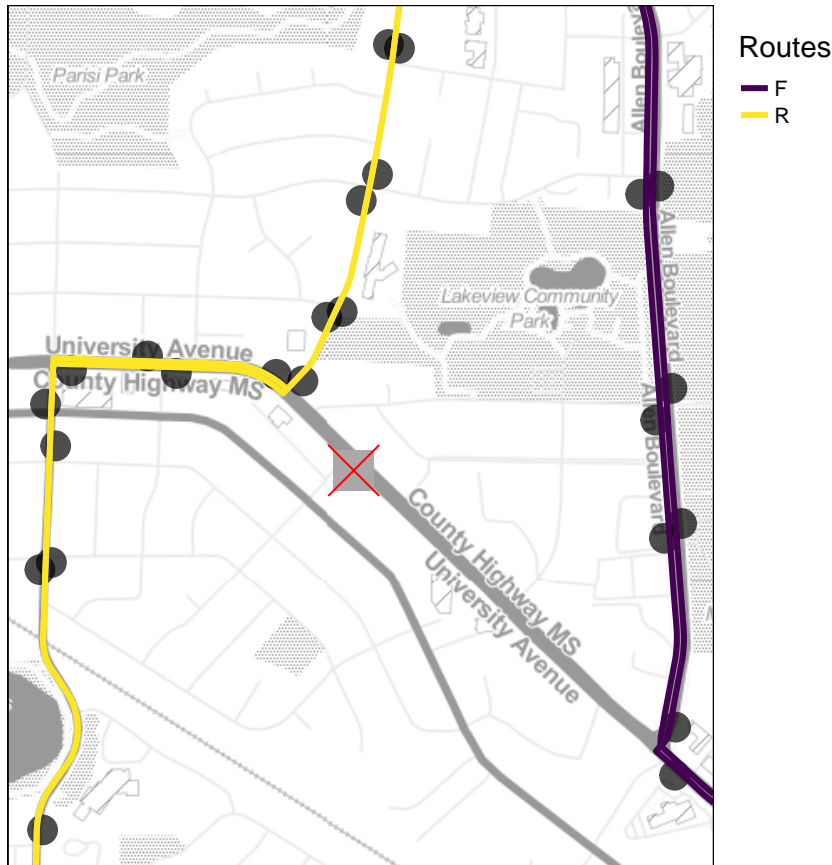 Routes
F
R
Parisi Park
Allen Boulev
Allen Boulevard
Lakeview Community
Park
University Avenue
County Highway MS
Allen Boulevard
County Highway MS
University Avenue